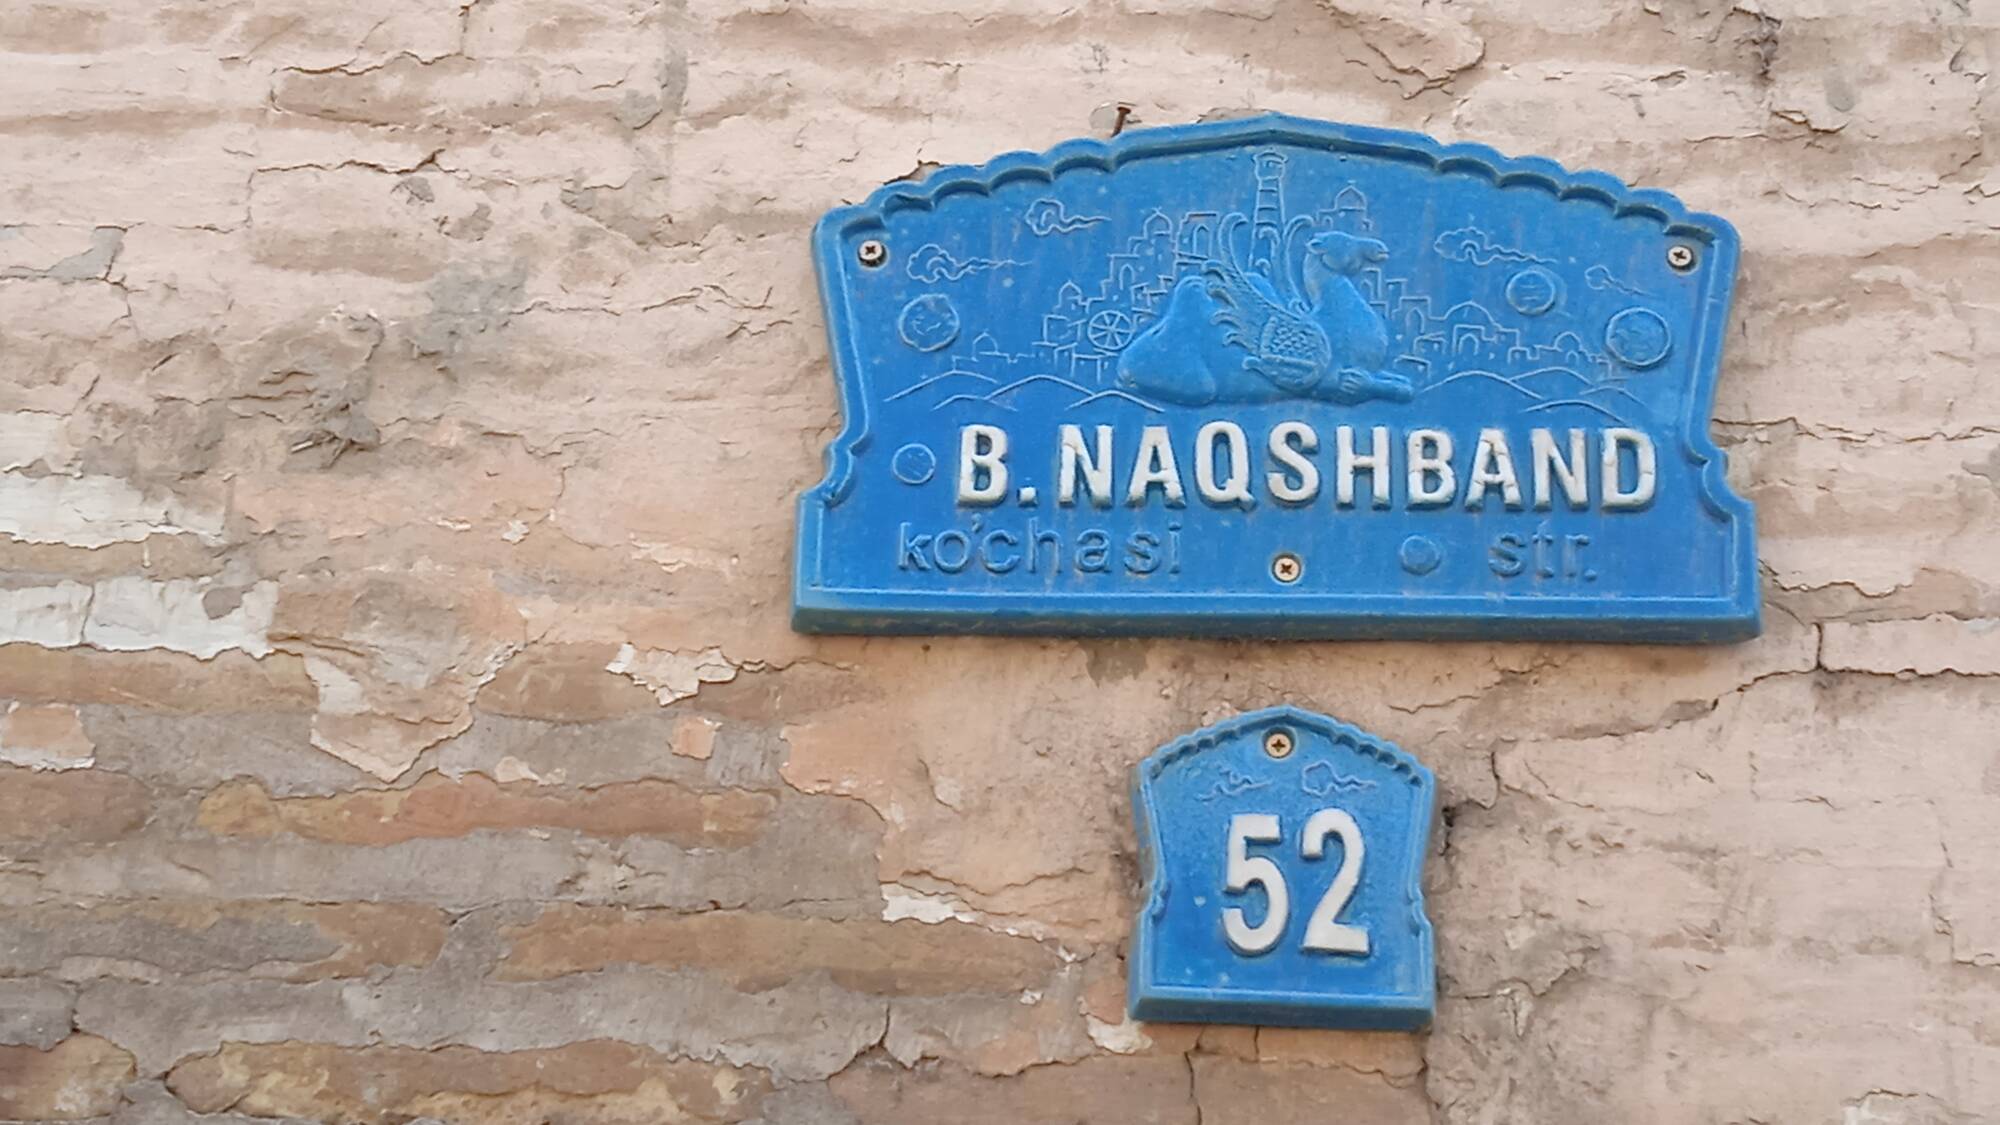 B. NAQSHBAND
ko'chasi str.
52